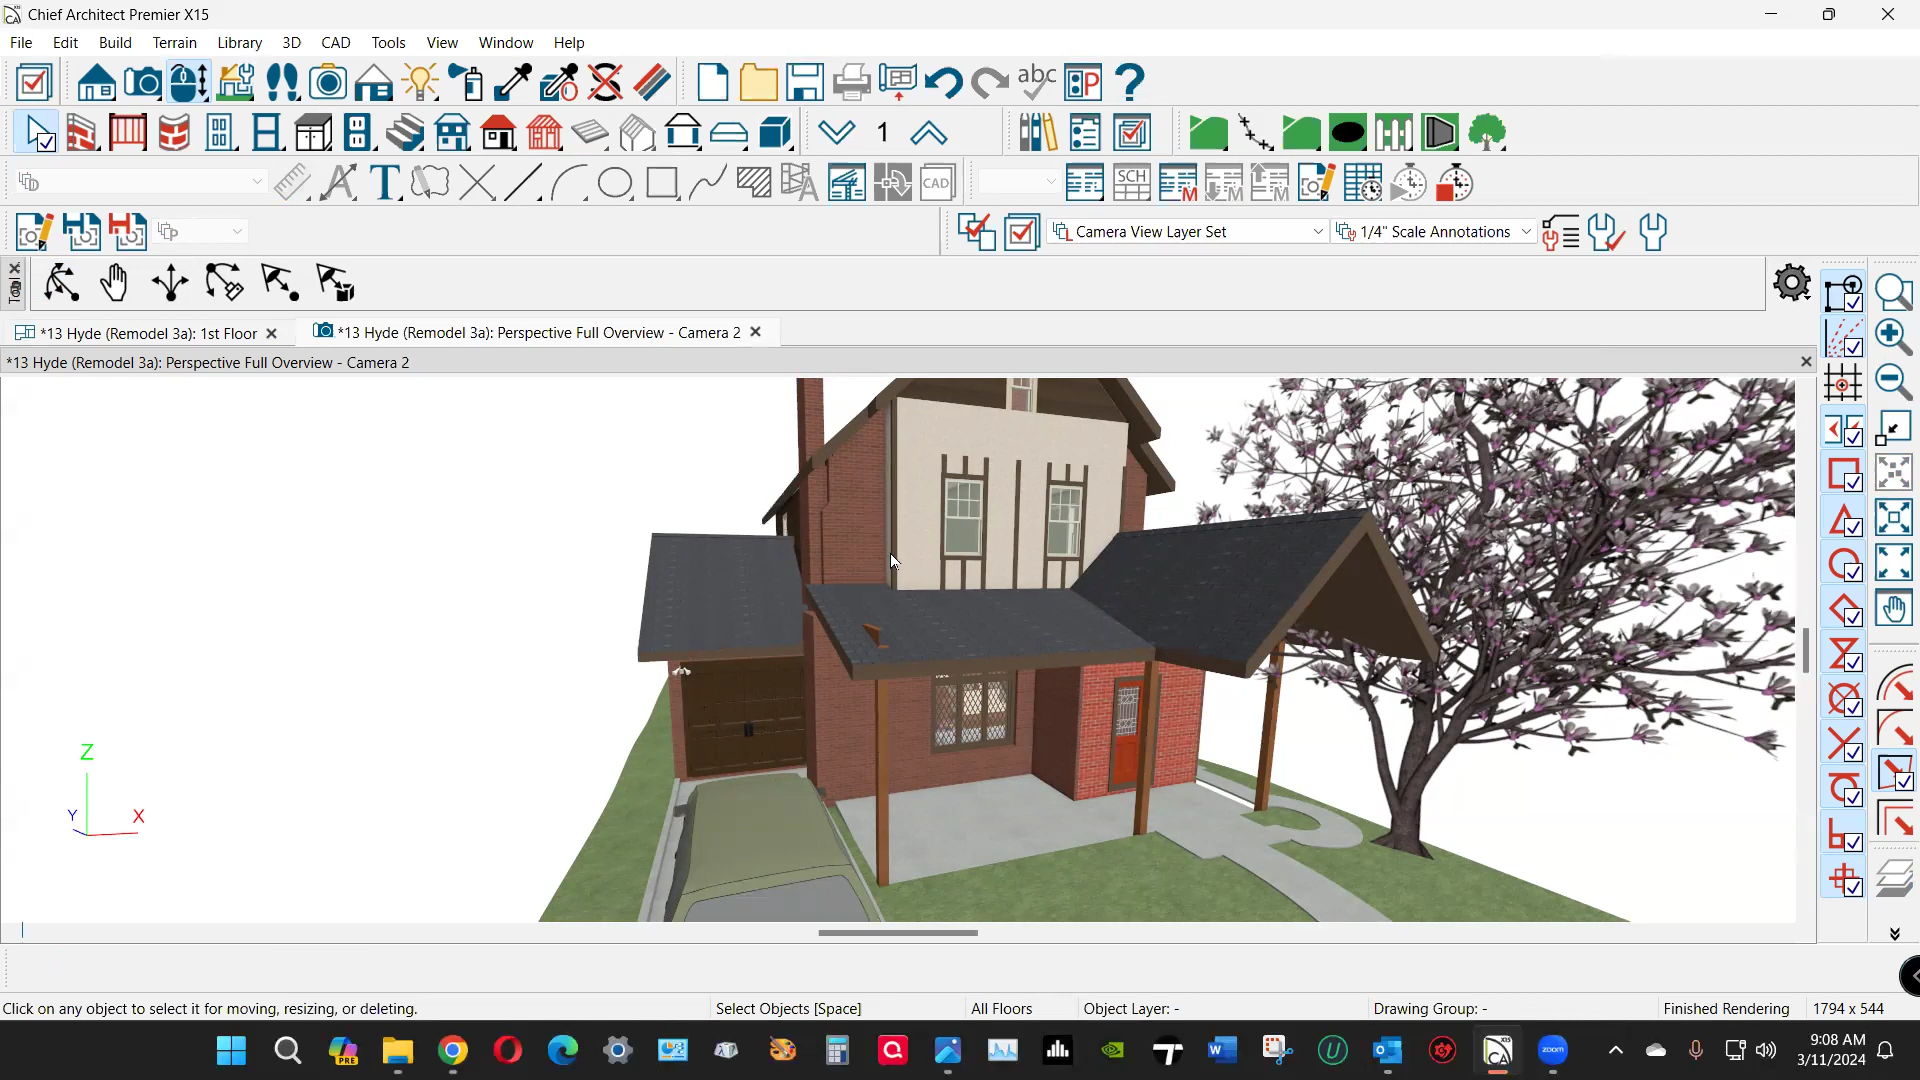 Chief Architect Premier X15
File Edit Build Terrain Library 3D CAD Tools View Window Help
abc P ?
1
T A CAD SCH M M
Camera View Layer Set 1/4" Scale Annotations
*13 Hyde (Remodel 3a): 1st Floor *13 Hyde (Remodel 3a): Perspective Full Overview - Camera 2
*13 Hyde (Remodel 3a): Perspective Full Overview - Camera 2
Z
Y X
Click on any object to select it for moving, resizing, or deleting. Select Objects [Space] All Floors Object Layer: - Drawing Group: - Finished Rendering 1794 x 544
PRE zoom 9:08 AM
3/11/2024